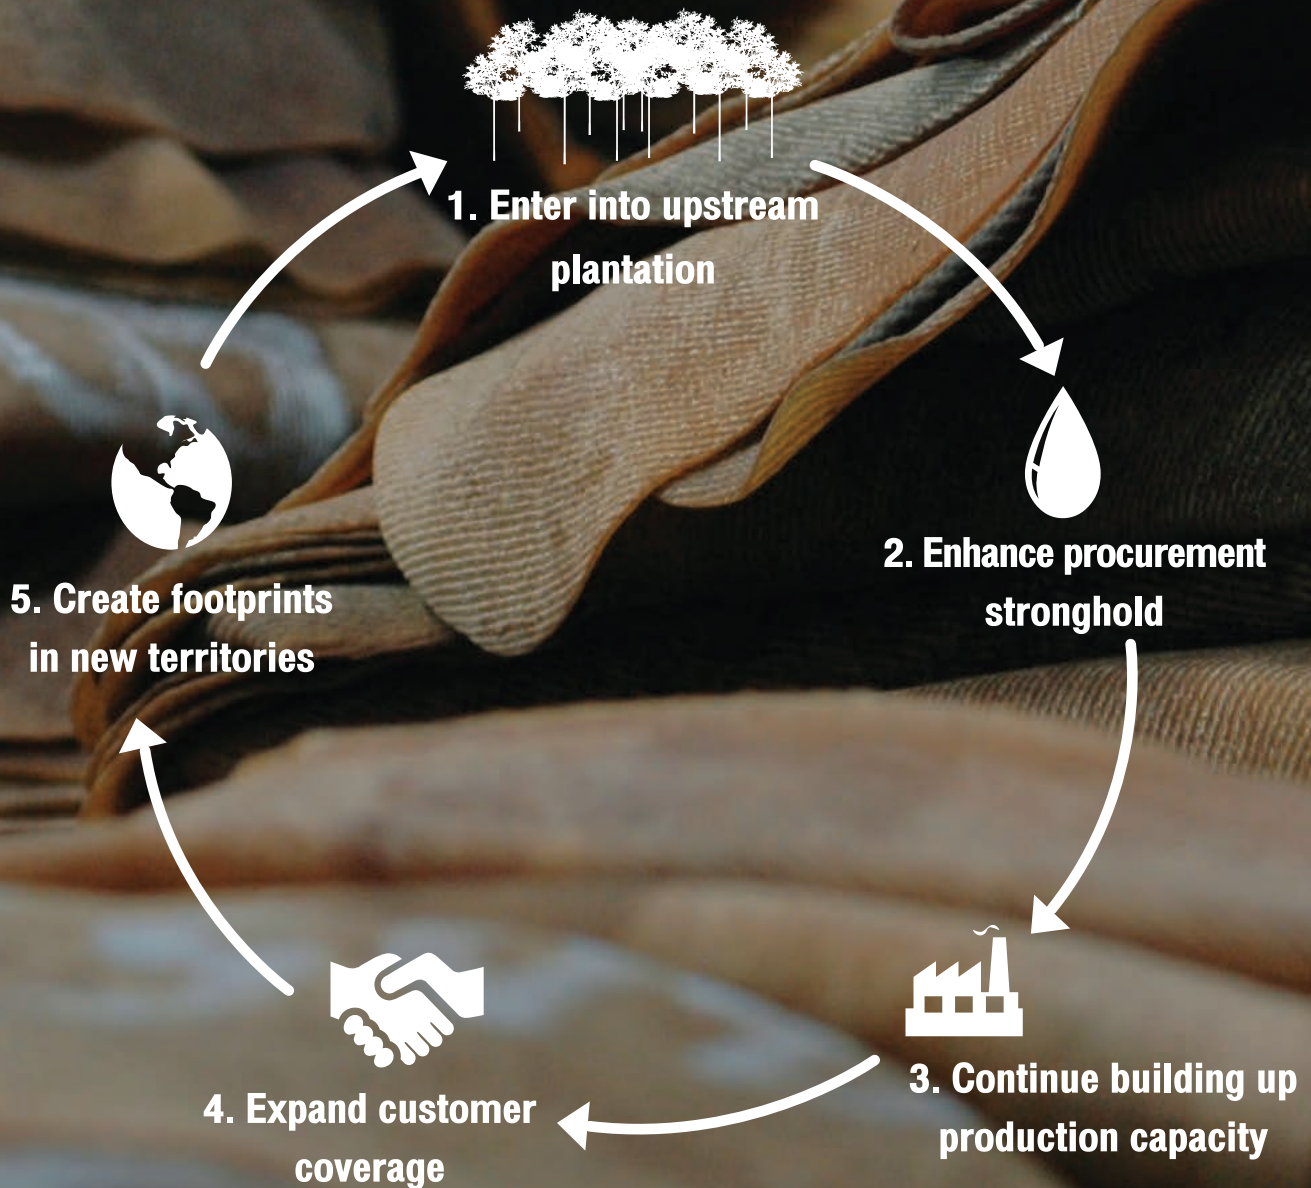 1. Enter into upstream
plantation
2. Enhance procurement
stronghold
3. Continue building up
production capacity
4. Expand customer
coverage
5. Create footprints
in new territories